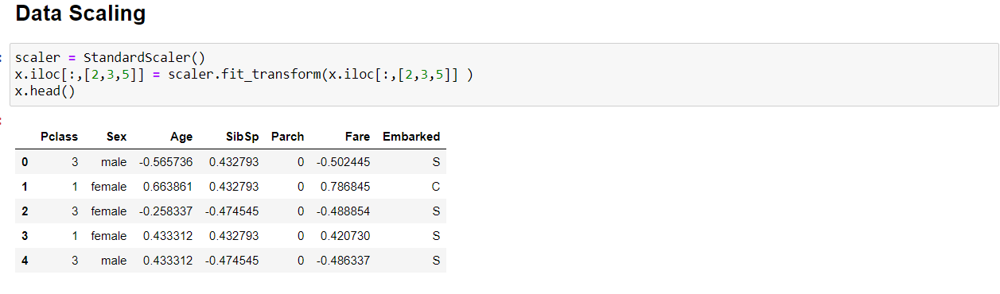 Data Scaling
scaler = StandardScaler()
x.iloc[:,[2,3,5]] = scaler.fit_transform(x.iloc[:,[2,3,5]] )
x.head()
Pclass Sex Age SibSp Parch Fare Embarked
0 3 male -0.565736 0.432793 0 -0.502445 S
1 1 female 0.663861 0.432793 0 0.786845 C
2 3 female -0.258337 -0.474545 0 -0.488854 S
3 1 female 0.433312 0.432793 0 0.420730 S
4 3 male 0.433312 -0.474545 0 -0.486337 S